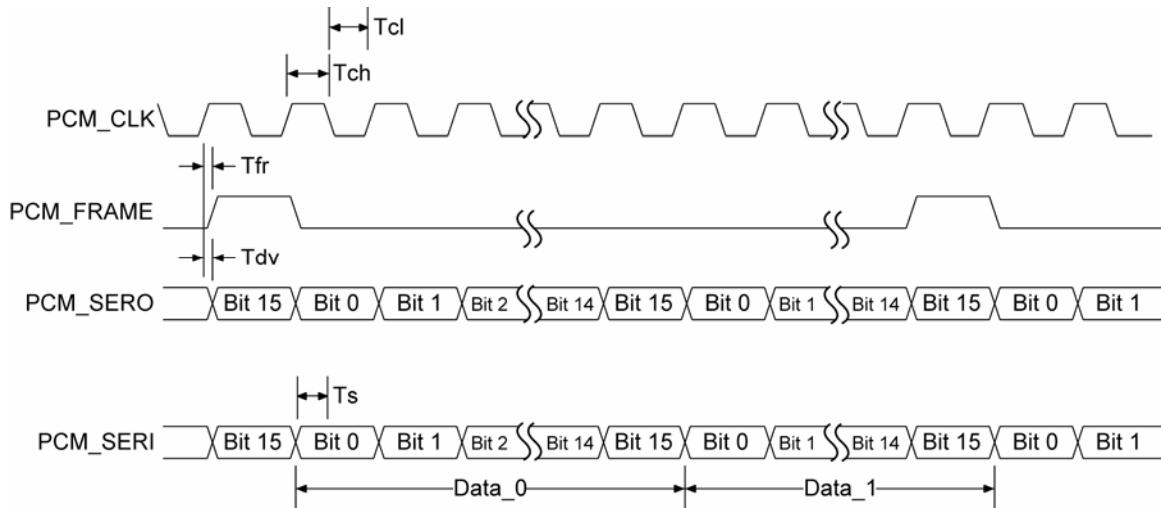 Tcl
Tch
PCM_CLK
Tfr
PCM_FRAME
Tdv
PCM_SERO Bit 15 Bit 0 Bit 1 Bit 2 Bit 14 Bit 15 Bit 0 Bit 1 Bit 14 Bit 15 Bit 0 Bit 1
Ts
PCM_SERI Bit 15 Bit 0 Bit 1 Bit 2 Bit 14 Bit 15 Bit 0 Bit 1 Bit 14 Bit 15 Bit 0 Bit 1
Data_0 Data_1